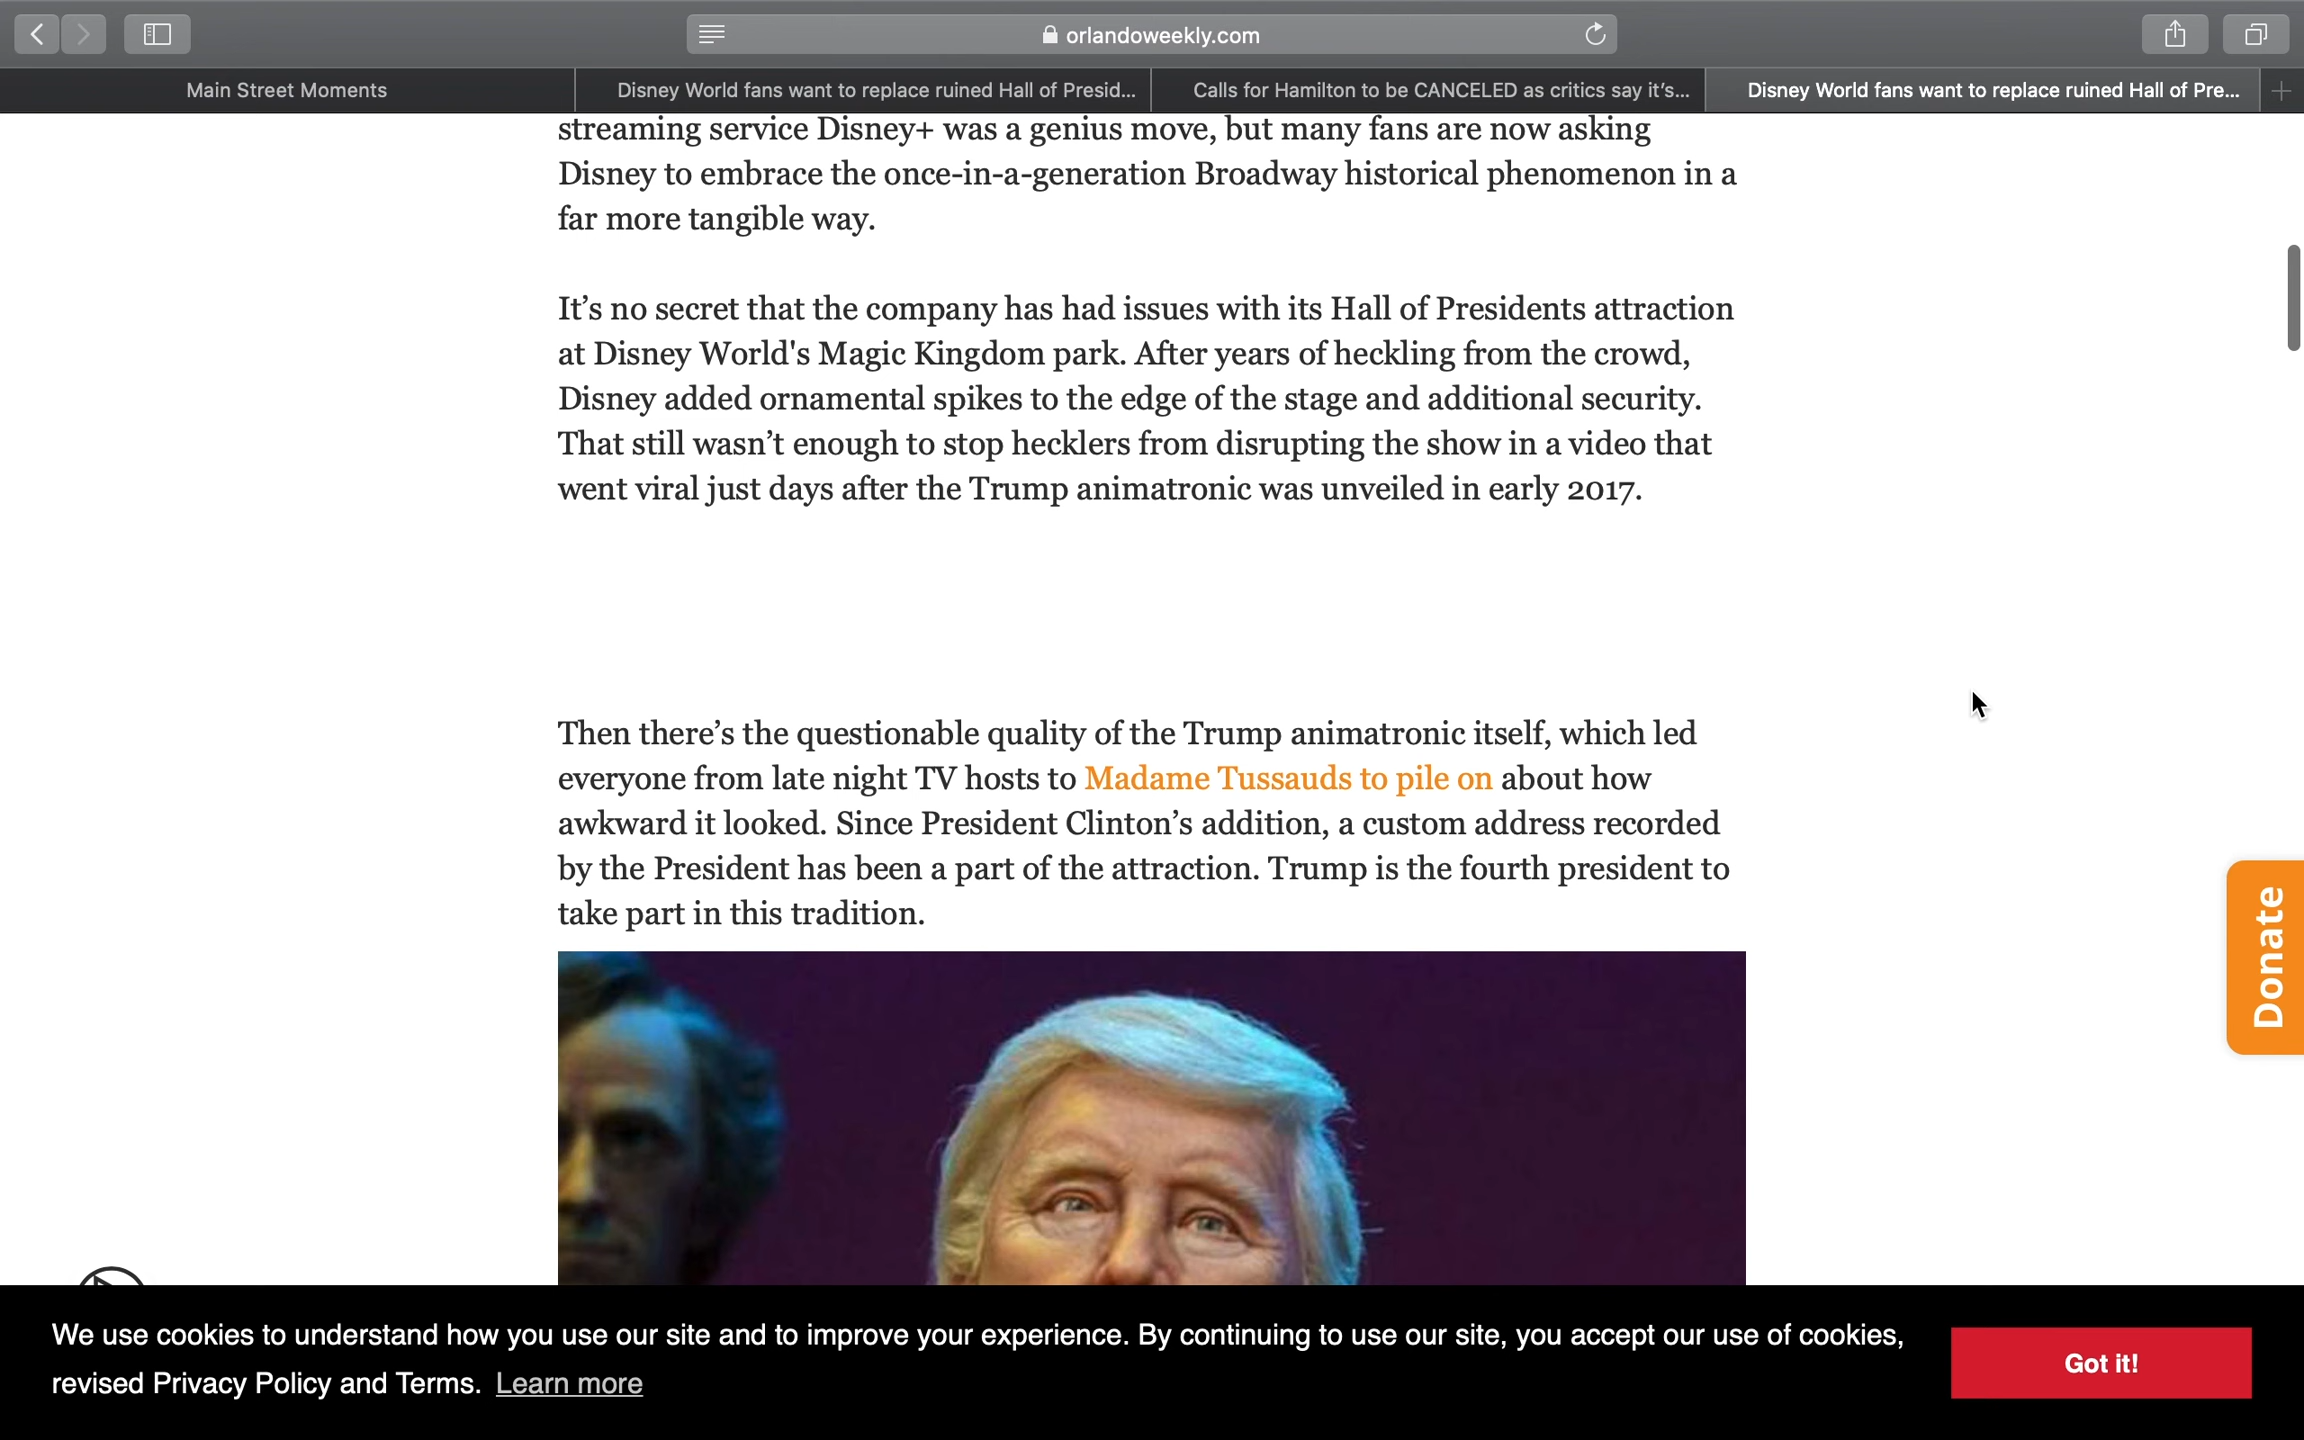 orlandoweekly.com
Main Street Moments
Disney World fans want to replace ruined Hall of Presid...
Calls for Hamilton to be CANCELED as critics say it's...
Disney World fans want to replace ruined Hall of Pre...
streaming service Disney+ was a genius move, but many fans are now asking
Disney to embrace the once-in-a-generation Broadway historical phenomenon in a
far more tangible way.
It’s no secret that the company has had issues with its Hall of Presidents attraction
at Disney World's Magic Kingdom park. After years of heckling from the crowd,
Disney added ornamental spikes to the edge of the stage and additional security.
That still wasn’t enough to stop hecklers from disrupting the show in a video that
went viral just days after the Trump animatronic was unveiled in early 2017.
Then there’s the questionable quality of the Trump animatronic itself, which led
everyone from late night TV hosts to Madame Tussauds to pile on about how
awkward it looked. Since President Clinton’s addition, a custom address recorded
by the President has been a part of the attraction. Trump is the fourth president to
take part in this tradition.
Donate
We use cookies to understand how you use our site and to improve your experience. By continuing to use our site, you accept our use of cookies,
revised Privacy Policy and Terms. Learn more
Got it!